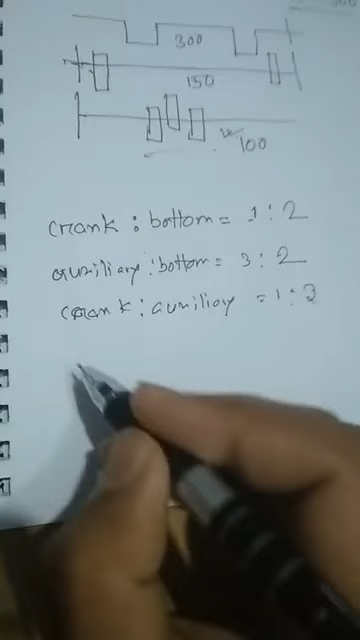 300
150
100
crank : bottom = 1 : 2
auxiliary : bottom = 3 : 2
crank : auxiliary = 1 : 3